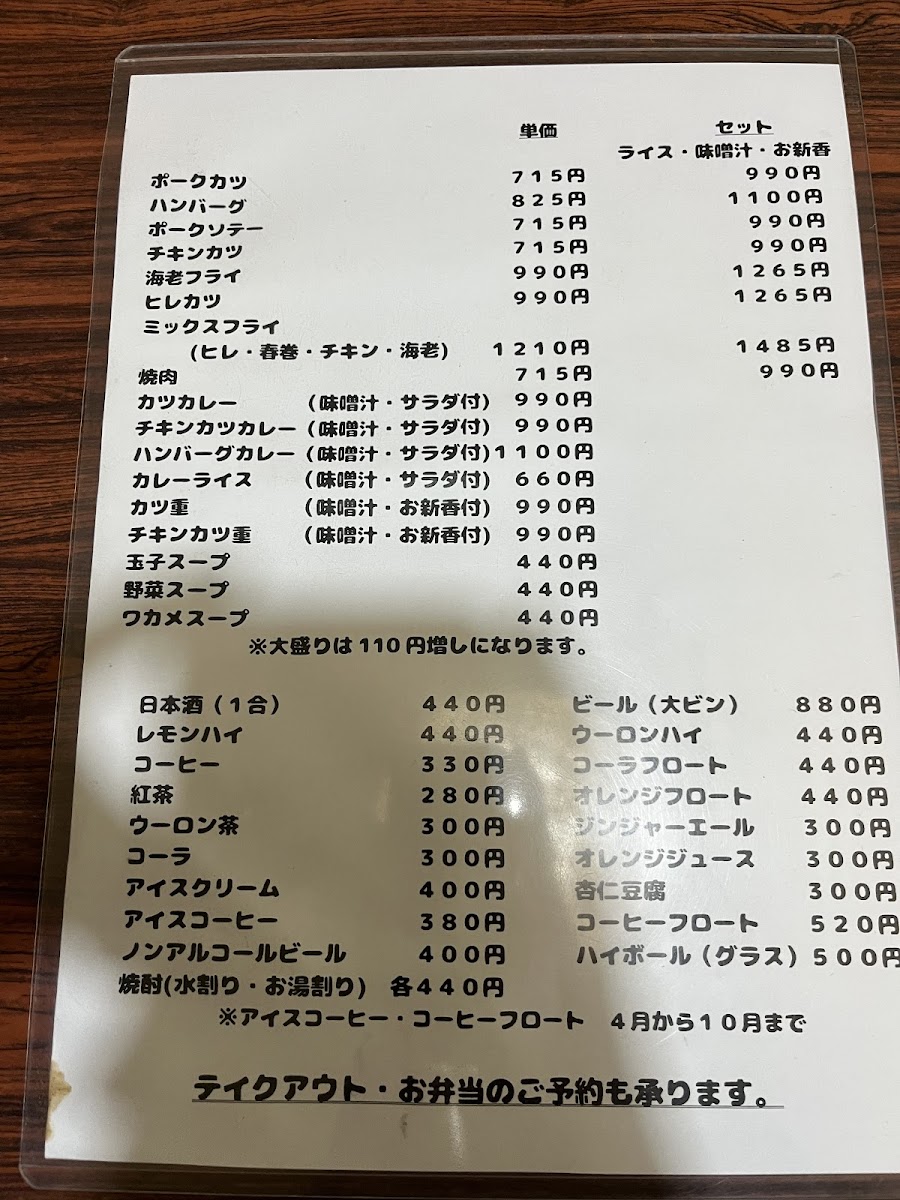 単価 セット
ライス・味噌汁・お新香
ポークカツ ７１５円 ９９０円
ハンバーグ ８２５円 １１００円
ポークソテー ７１５円 ９９０円
チキンカツ ７１５円 ９９０円
海老フライ ９９０円 １２６５円
ヒレカツ ９９０円 １２６５円
ミックスフライ
(ヒレ・春巻・チキン・海老) １２１０円 １４８５円
焼肉 ７１５円 ９９０円
カツカレー (味噌汁・サラダ付) ９９０円
チキンカツカレー (味噌汁・サラダ付) ９９０円
ハンバーグカレー (味噌汁・サラダ付) １１００円
カレーライス (味噌汁・サラダ付) ６６０円
カツ重 (味噌汁・お新香付) ９９０円
チキンカツ重 (味噌汁・お新香付) ９９０円
玉子スープ ４４０円
野菜スープ ４４０円
ワカメスープ ４４０円
※大盛りは110円増しになります。
日本酒（１合） ４４０円 ビール（大ビン） ８８０円
レモンハイ ４４０円 ウーロンハイ ４４０円
コーヒー ３３０円 コーラフロート ４４０円
紅茶 ２８０円 オレンジフロート ４４０円
ウーロン茶 ３００円 ジンジャーエール ３００円
コーラ ３００円 オレンジジュース ３００円
アイスクリーム ４００円 杏仁豆腐 ３００円
アイスコーヒー ３８０円 コーヒーフロート ５２０円
ノンアルコールビール ４００円 ハイボール（グラス） ５００円
焼酎(水割り・お湯割り) 各４４０円
※アイスコーヒー・コーヒーフロート ４月から１０月まで
テイクアウト・お弁当のご予約も承ります。